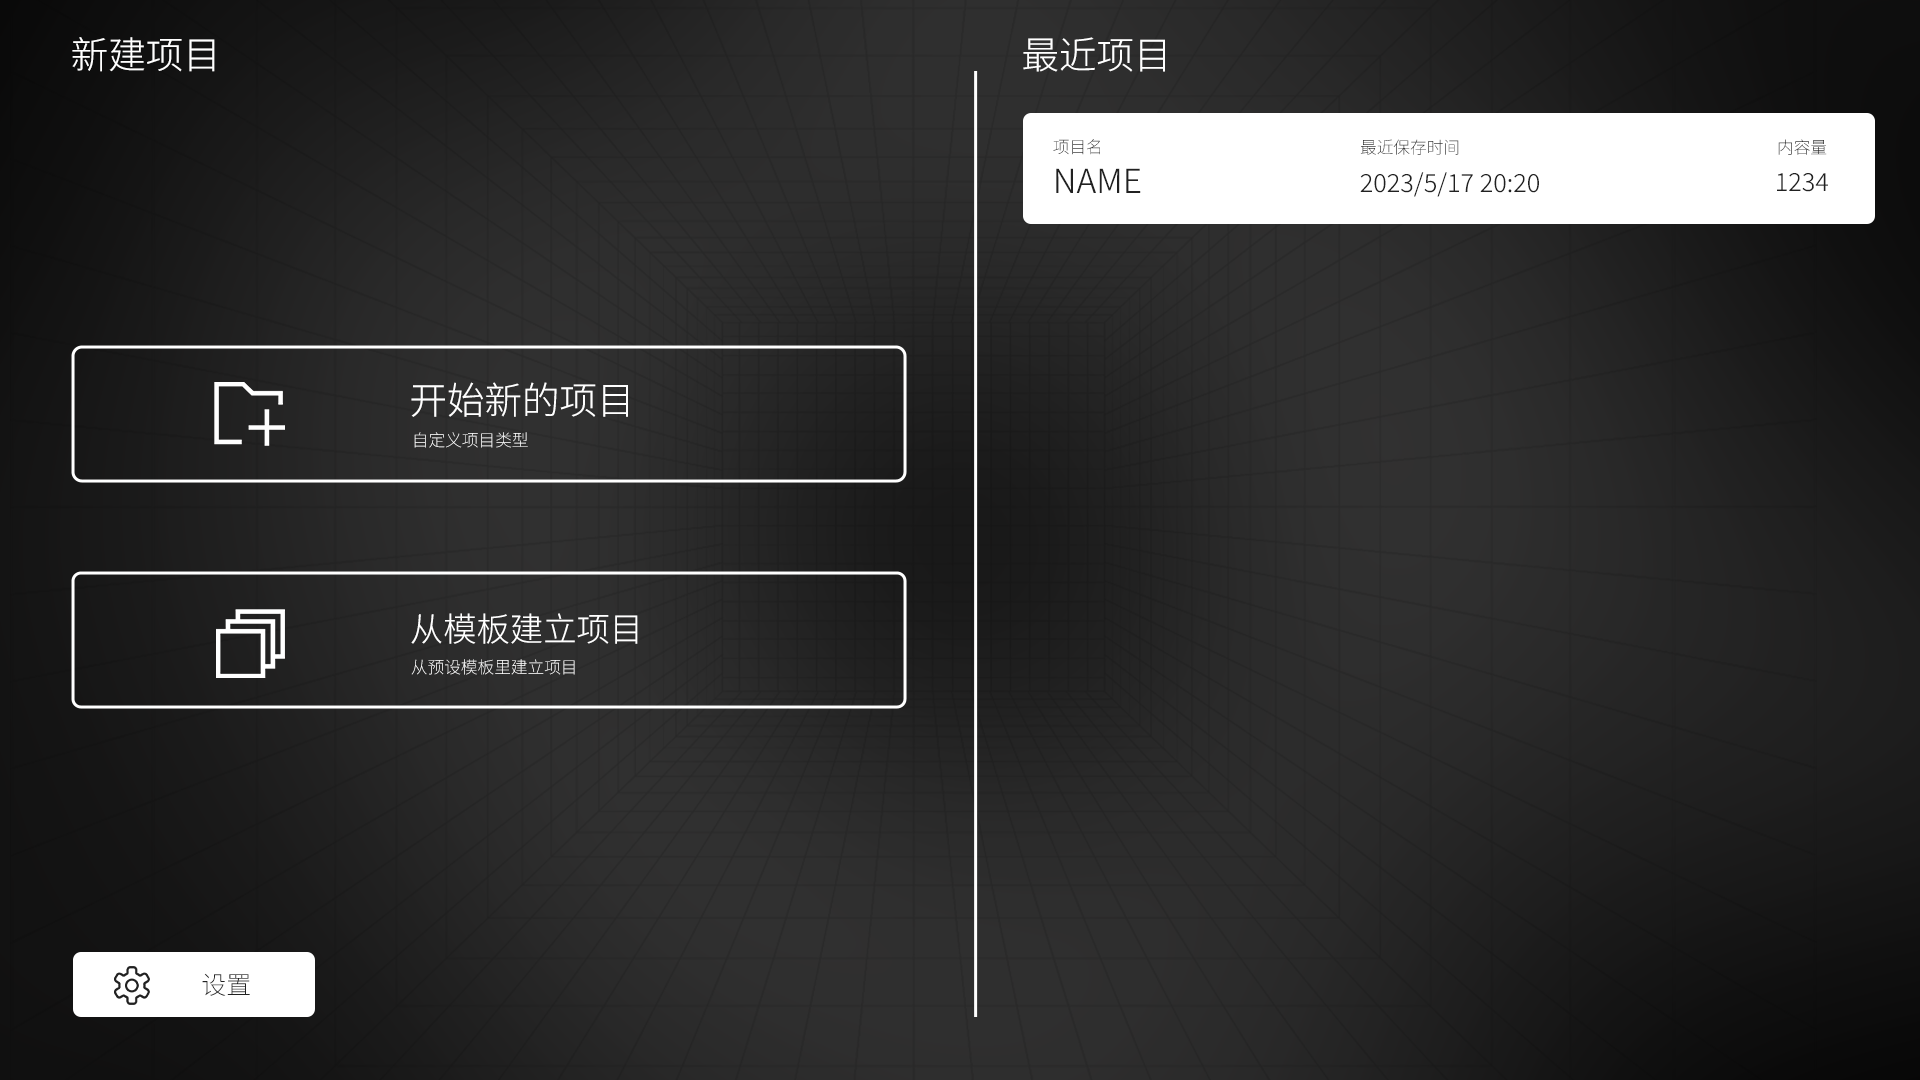 新建项目
开始新的项目
自定义项目类型
从模板建立项目
从预设模板里建立项目
设置
最近项目
项目名 最近保存时间 内容量
NAME 2023/5/17 20:20 1234